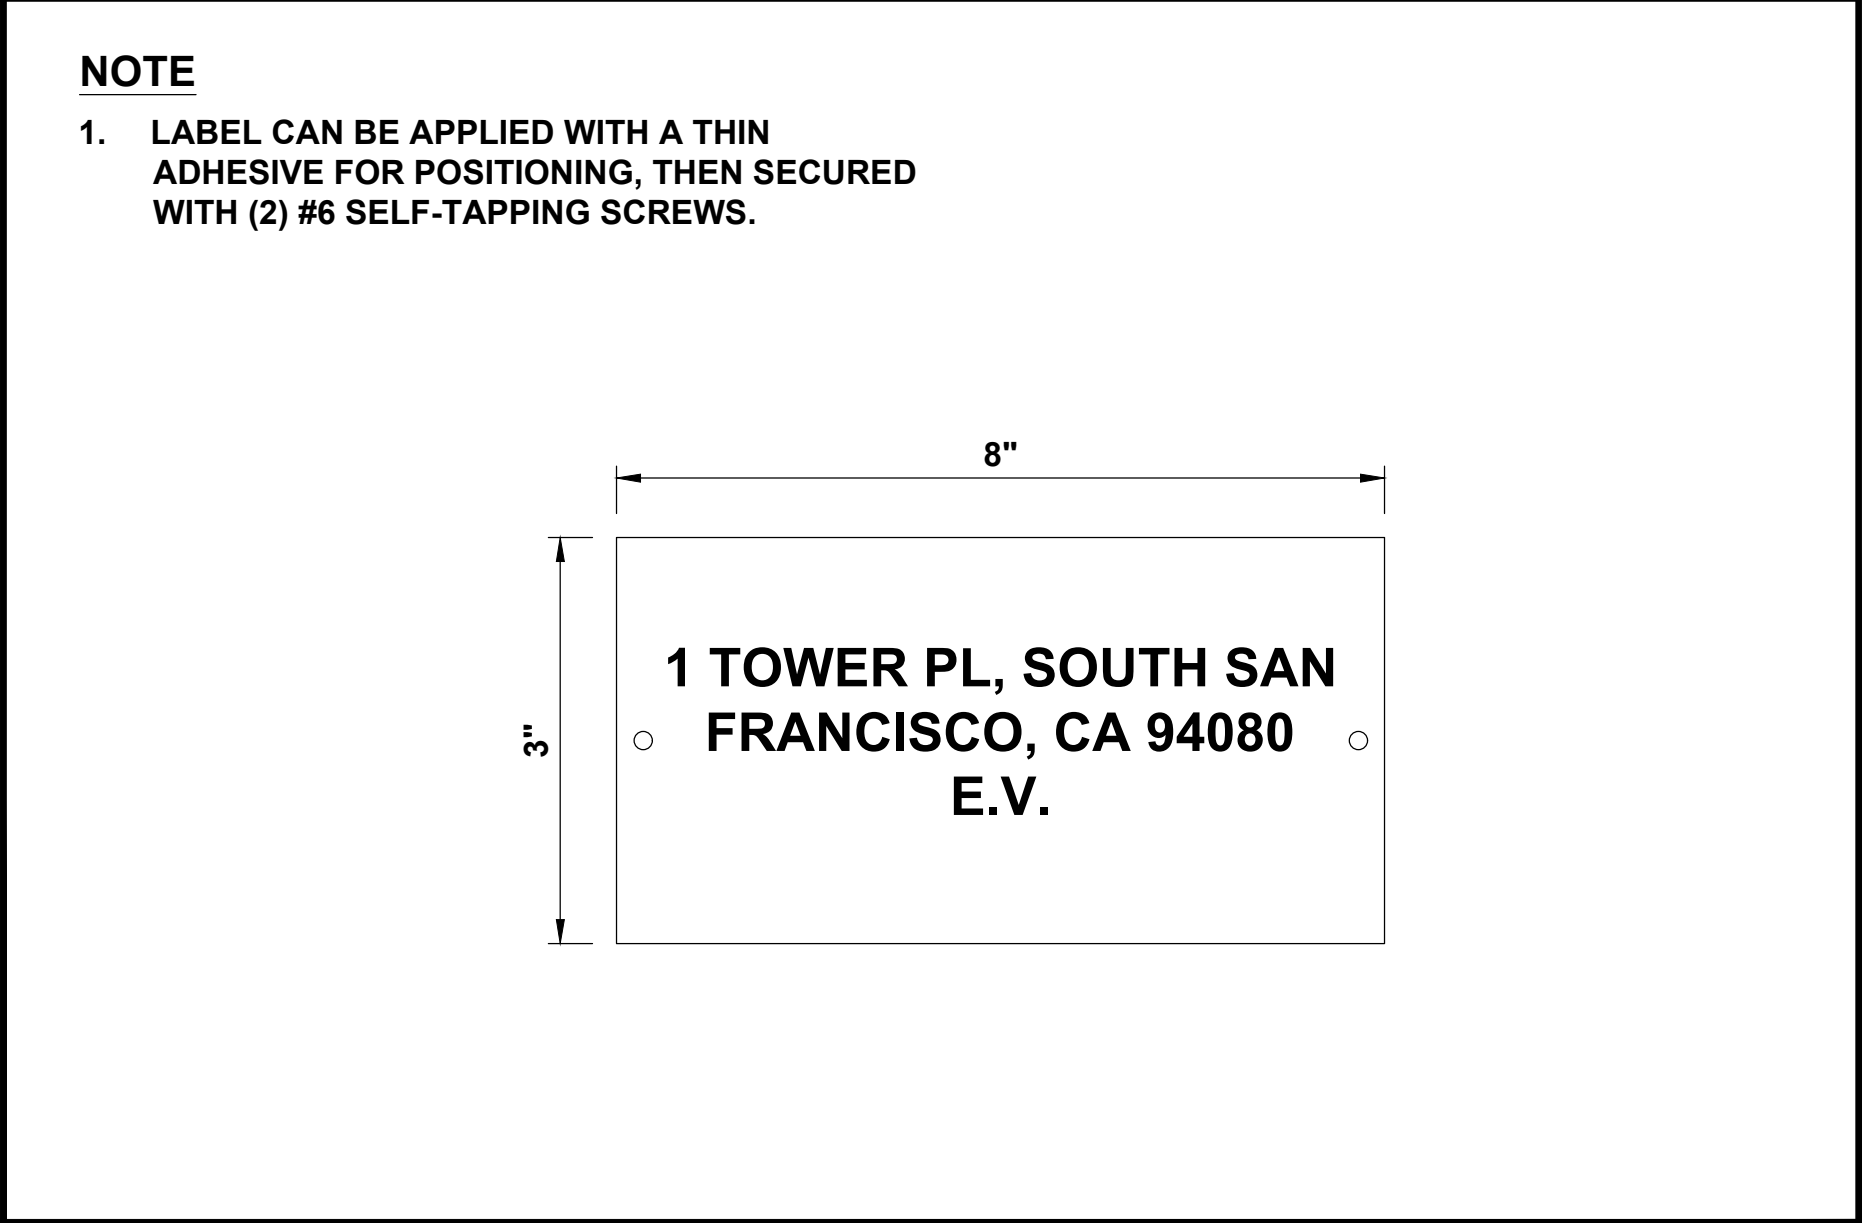 NOTE
1. LABEL CAN BE APPLIED WITH A THIN
ADHESIVE FOR POSITIONING, THEN SECURED
WITH (2) #6 SELF-TAPPING SCREWS.
8"
3"
1 TOWER PL, SOUTH SAN
FRANCISCO, CA 94080
E.V.